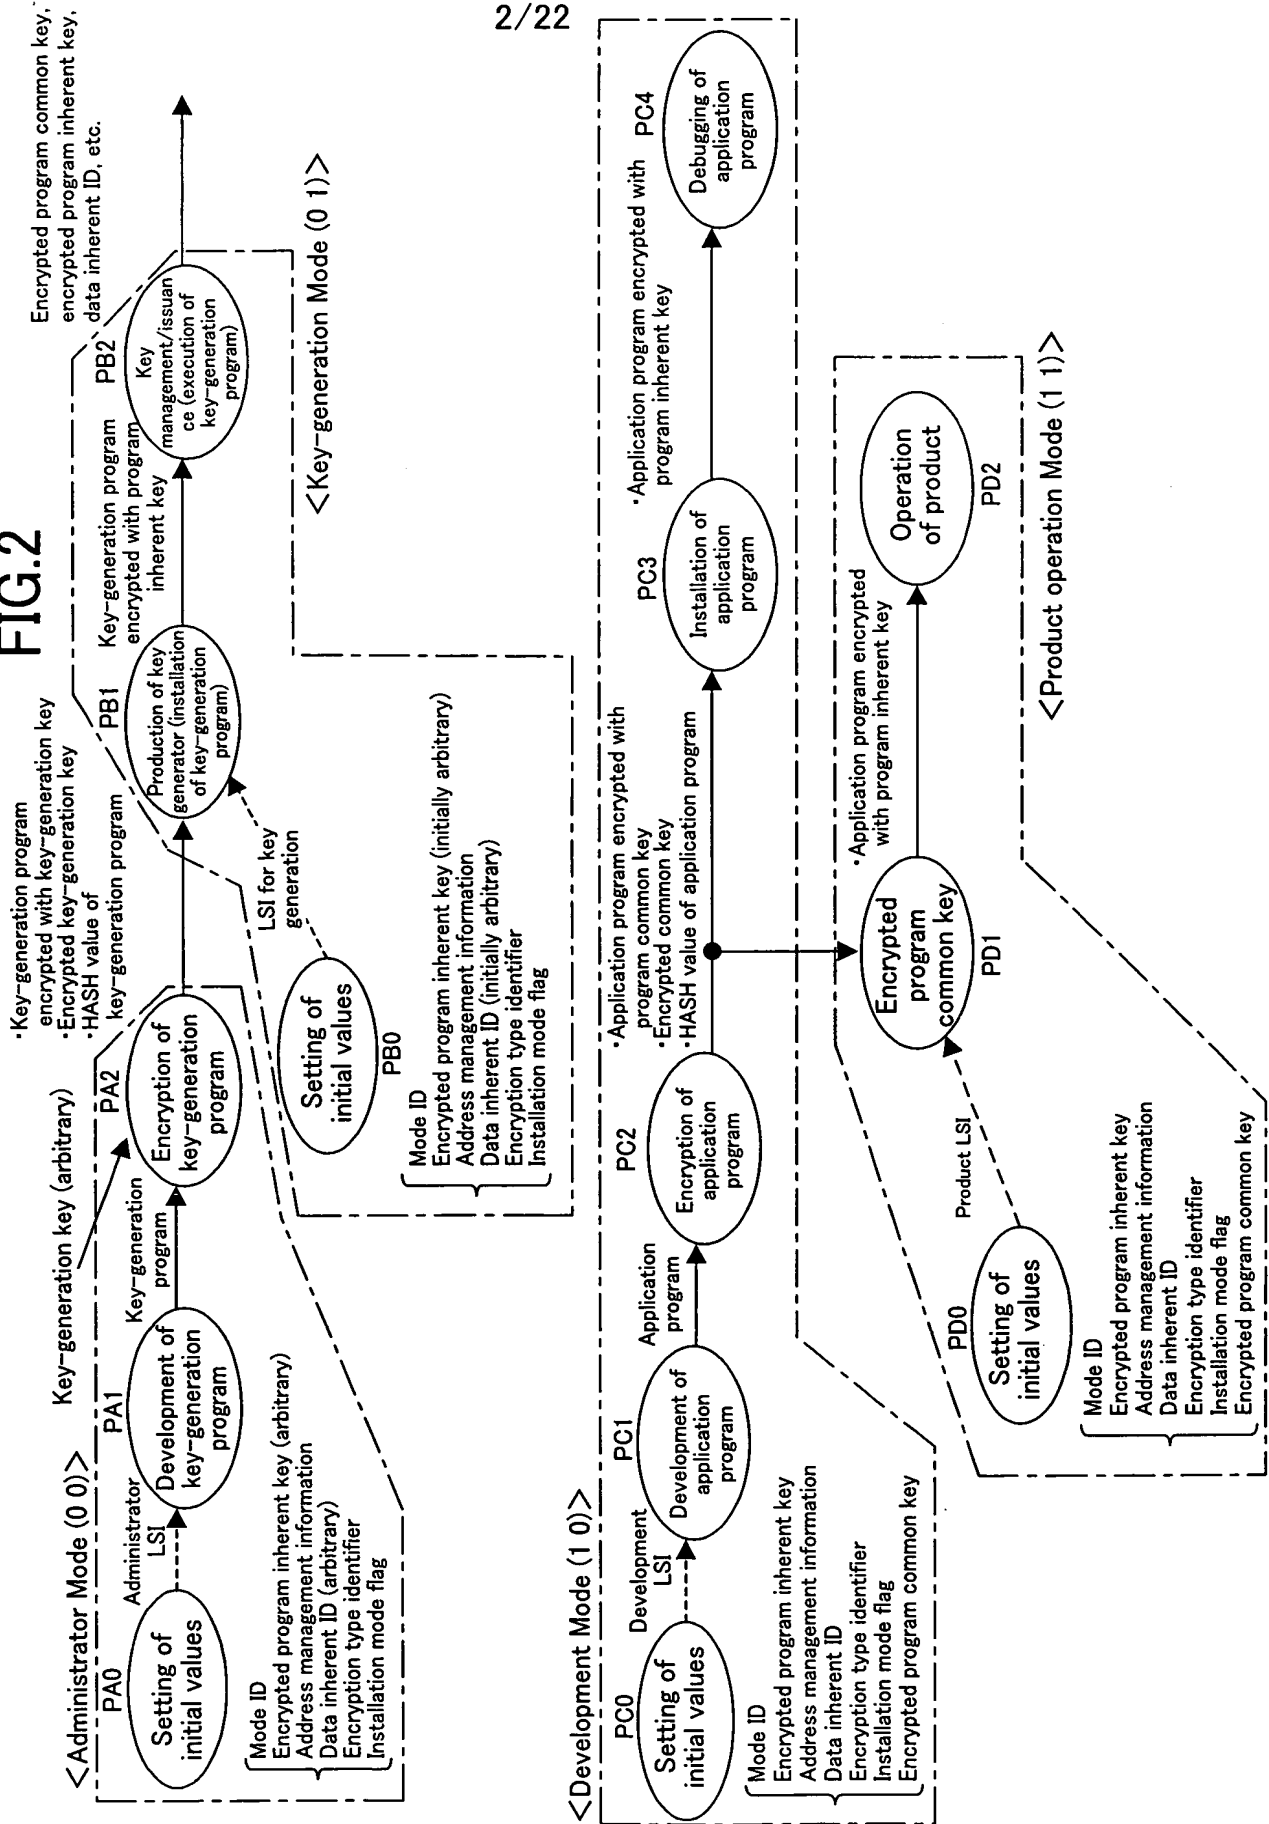 2/22
FIG.2
<Administrator Mode (0 0)>
PA0
Setting of
initial values
Administrator
LSI
Mode ID
Encrypted program inherent key (arbitrary)
Address management information
Data inherent ID (arbitrary)
Encryption type identifier
Installation mode flag
PA1
Development of
key-generation
program
Key-generation
program
Key-generation key (arbitrary)
PA2
Encryption of
key-generation
program
・Key-generation program
encrypted with key-generation key
・Encrypted key-generation key
・HASH value of
key-generation program
PB0
Setting of
initial values
LSI for key
generation
Mode ID
Encrypted program inherent key (initially arbitrary)
Address management information
Data inherent ID (initially arbitrary)
Encryption type identifier
Installation mode flag
PB1
Production of key
generator (installation
of key-generation
program)
Key-generation program
encrypted with program
inherent key
PB2
Key
management/issuan
ce (execution of
key-generation
program)
Encrypted program common key,
encrypted program inherent key,
data inherent ID, etc.
<Key-generation Mode (0 1)>
<Development Mode (1 0)>
PC0
Setting of
initial values
Development
LSI
Mode ID
Encrypted program inherent key
Address management information
Data inherent ID
Encryption type identifier
Installation mode flag
Encrypted program common key
PC1
Development of
application
program
Application
program
PC2
Encryption of
application
program
・Application program encrypted with
program common key
・Encrypted common key
・HASH value of application program
PC3
Installation of
application
program
・Application program encrypted with
program inherent key
PC4
Debugging of
application
program
PD0
Setting of
initial values
Product LSI
Mode ID
Encrypted program inherent key
Address management information
Data inherent ID
Encryption type identifier
Installation mode flag
Encrypted program common key
Encrypted
program
common key
PD1
・Application program encrypted
with program inherent key
Operation
of product
PD2
<Product operation Mode (1 1)>